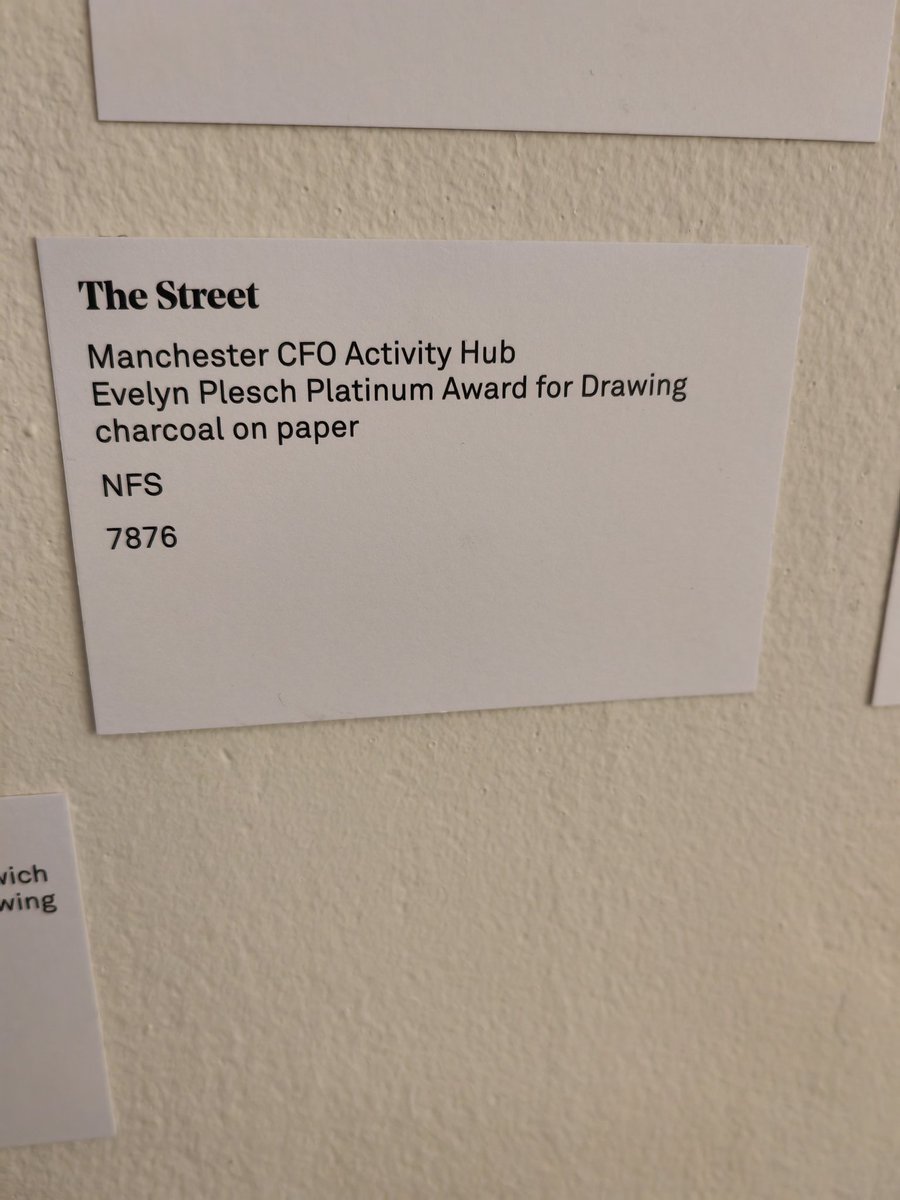 The Street
Manchester CFO Activity Hub
Evelyn Plesch Platinum Award for Drawing
charcoal on paper
NFS
7876
wich
wing